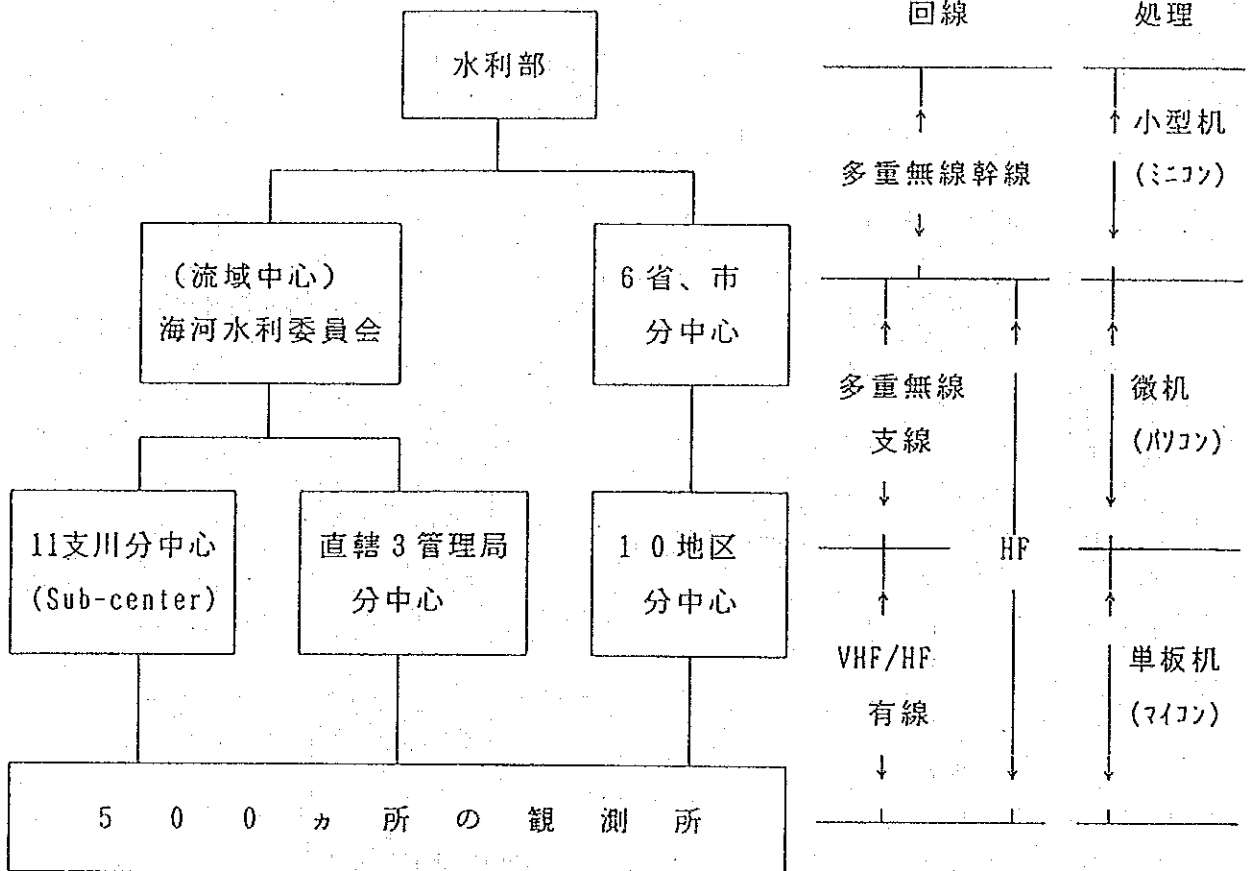 水利部
(流域中心)
海河水利委員会
6省、市
分中心
11支川分中心
(Sub-center)
直轄3管理局
分中心
10地区
分中心
500ヵ所の観測所
回線
多重無線幹線
多重無線
支線
HF
VHF/HF
有線
処理
小型机
(ミニコン)
微机
(パソコン)
単板机
(マイコン)